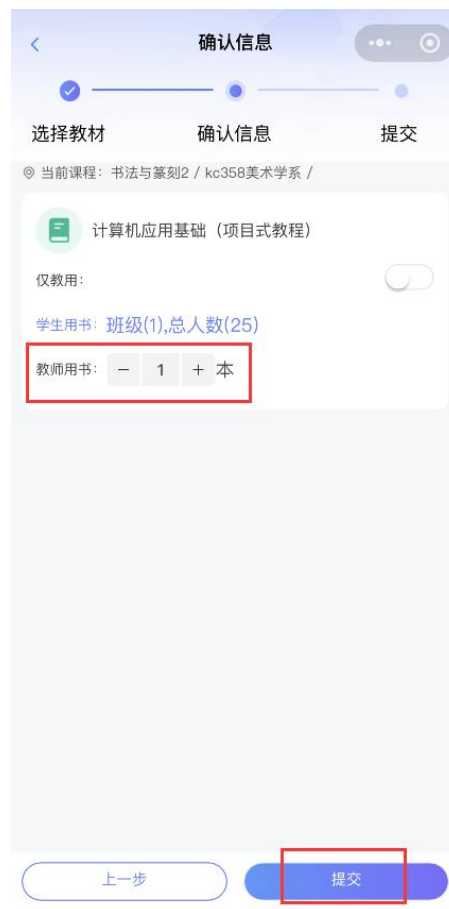 确认信息
选择教材 确认信息 提交
当前课程：书法与篆刻2 / kc358美术学系 /
计算机应用基础（项目式教程）
仅教用：
学生用书：班级(1),总人数(25)
教师用书： － 1 + 本
上一步 提交